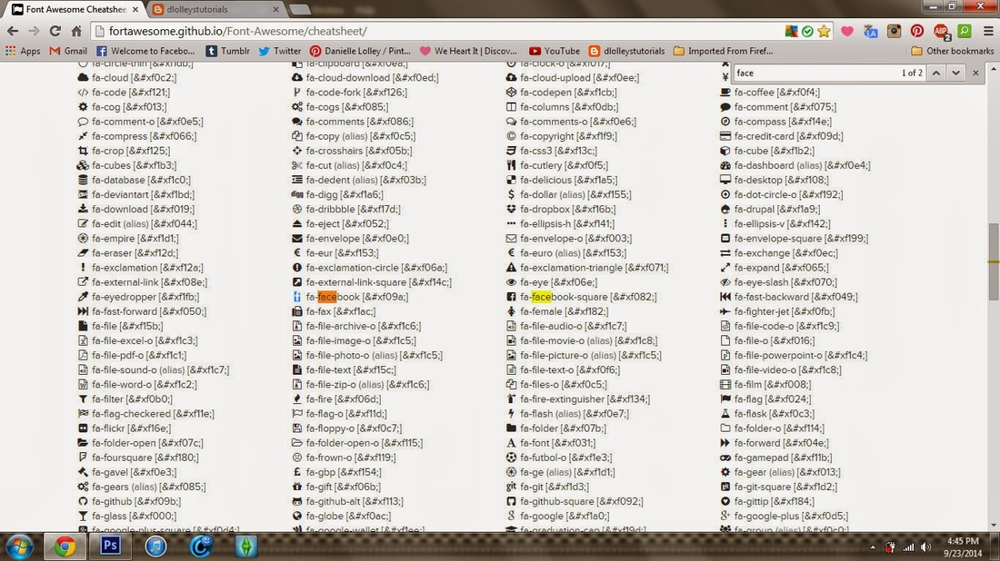 Font Awesome Cheatshee
dlolleystutorials
Help
fortawesome.github.io/Font-Awesome/cheatsheet/
Apps Gmail Welcome to Facebo... Tumblr Twitter Danielle Lolley / Pint... We Heart It | Discov... YouTube dlolleystutorials Imported From Firef... Other bookmarks
face 1 of 2
fa-circle-thin [&#xf1db;] fa-clipboard [&#xf0ea;] fa-clock-o [&#xf017;]
fa-cloud [&#xf0c2;] fa-cloud-download [&#xf0ed;] fa-cloud-upload [&#xf0ee;]
fa-code [&#xf121;] fa-code-fork [&#xf126;] fa-codepen [&#xf1cb;] fa-coffee [&#xf0f4;]
fa-cog [&#xf013;] fa-cogs [&#xf085;] fa-columns [&#xf0db;] fa-comment [&#xf075;]
fa-comment-o [&#xf0e5;] fa-comments [&#xf086;] fa-comments-o [&#xf0e6;] fa-compass [&#xf14e;]
fa-compress [&#xf066;] fa-copy (alias) [&#xf0c5;] fa-copyright [&#xf1f9;] fa-credit-card [&#xf09d;]
fa-crop [&#xf125;] fa-crosshairs [&#xf05b;] fa-css3 [&#xf13c;] fa-cube [&#xf1b2;]
fa-cubes [&#xf1b3;] fa-cut (alias) [&#xf0c4;] fa-cutlery [&#xf0f5;] fa-dashboard (alias) [&#xf0e4;]
fa-database [&#xf1c0;] fa-dedent (alias) [&#xf03b;] fa-delicious [&#xf1a5;] fa-desktop [&#xf108;]
fa-deviantart [&#xf1bd;] fa-digg [&#xf1a6;] fa-dollar (alias) [&#xf155;] fa-dot-circle-o [&#xf192;]
fa-download [&#xf019;] fa-dribbble [&#xf17d;] fa-dropbox [&#xf16b;] fa-drupal [&#xf1a9;]
fa-edit (alias) [&#xf044;] fa-eject [&#xf052;] fa-ellipsis-h [&#xf141;] fa-ellipsis-v [&#xf142;]
fa-empire [&#xf1d1;] fa-envelope [&#xf0e0;] fa-envelope-o [&#xf003;] fa-envelope-square [&#xf199;]
fa-eraser [&#xf12d;] fa-eur [&#xf153;] fa-euro (alias) [&#xf153;] fa-exchange [&#xf0ec;]
fa-exclamation [&#xf12a;] fa-exclamation-circle [&#xf06a;] fa-exclamation-triangle [&#xf071;] fa-expand [&#xf065;]
fa-external-link [&#xf08e;] fa-external-link-square [&#xf14c;] fa-eye [&#xf06e;] fa-eye-slash [&#xf070;]
fa-eyedropper [&#xf1fb;] fa-facebook [&#xf09a;] fa-facebook-square [&#xf082;] fa-fast-backward [&#xf049;]
fa-fast-forward [&#xf050;] fa-fax [&#xf1ac;] fa-female [&#xf182;] fa-fighter-jet [&#xf0fb;]
fa-file [&#xf15b;] fa-file-archive-o [&#xf1c6;] fa-file-audio-o [&#xf1c7;] fa-file-code-o [&#xf1c9;]
fa-file-excel-o [&#xf1c3;] fa-file-image-o [&#xf1c5;] fa-file-movie-o (alias) [&#xf1c8;] fa-file-o [&#xf016;]
fa-file-pdf-o [&#xf1c1;] fa-file-photo-o (alias) [&#xf1c5;] fa-file-picture-o (alias) [&#xf1c5;] fa-file-powerpoint-o [&#xf1c4;]
fa-file-sound-o (alias) [&#xf1c7;] fa-file-text [&#xf15c;] fa-file-text-o [&#xf0f6;] fa-file-video-o [&#xf1c8;]
fa-file-word-o [&#xf1c2;] fa-file-zip-o (alias) [&#xf1c6;] fa-files-o [&#xf0c5;] fa-film [&#xf008;]
fa-filter [&#xf0b0;] fa-fire [&#xf06d;] fa-fire-extinguisher [&#xf134;] fa-flag [&#xf024;]
fa-flag-checkered [&#xf11e;] fa-flag-o [&#xf11d;] fa-flash (alias) [&#xf0e7;] fa-flask [&#xf0c3;]
fa-flickr [&#xf16e;] fa-floppy-o [&#xf0c7;] fa-folder [&#xf07b;] fa-folder-o [&#xf114;]
fa-folder-open [&#xf07c;] fa-folder-open-o [&#xf115;] fa-font [&#xf031;] fa-forward [&#xf04e;]
fa-foursquare [&#xf180;] fa-frown-o [&#xf119;] fa-futbol-o [&#xf1e3;] fa-gamepad [&#xf11b;]
fa-gavel [&#xf0e3;] fa-gbp [&#xf154;] fa-ge (alias) [&#xf1d1;] fa-gear (alias) [&#xf013;]
fa-gears (alias) [&#xf085;] fa-gift [&#xf06b;] fa-git [&#xf1d3;] fa-git-square [&#xf1d2;]
fa-github [&#xf09b;] fa-github-alt [&#xf113;] fa-github-square [&#xf092;] fa-gittip [&#xf184;]
fa-glass [&#xf000;] fa-globe [&#xf0ac;] fa-google [&#xf1a0;] fa-google-plus [&#xf0d5;]
fa-google-plus-square [&#xf0d4;] fa-google-wallet [&#xf1ee;] fa-graduation-cap [&#xf19d;] fa-group (alias) [&#xf0c0;]
4:45 PM
9/23/2014